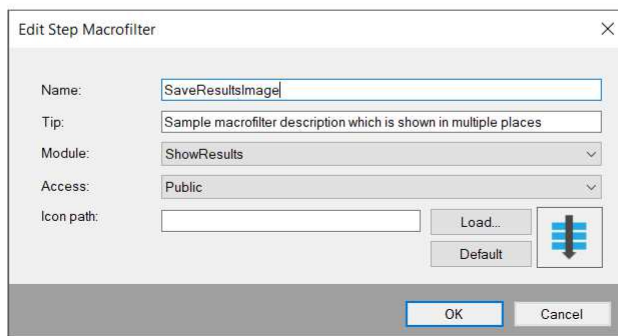 Edit Step Macrofilter
Name: SaveResultsImage
Tip: Sample macrofilter description which is shown in multiple places
Module: ShowResults
Access: Public
Icon path: Load...
Default
OK Cancel